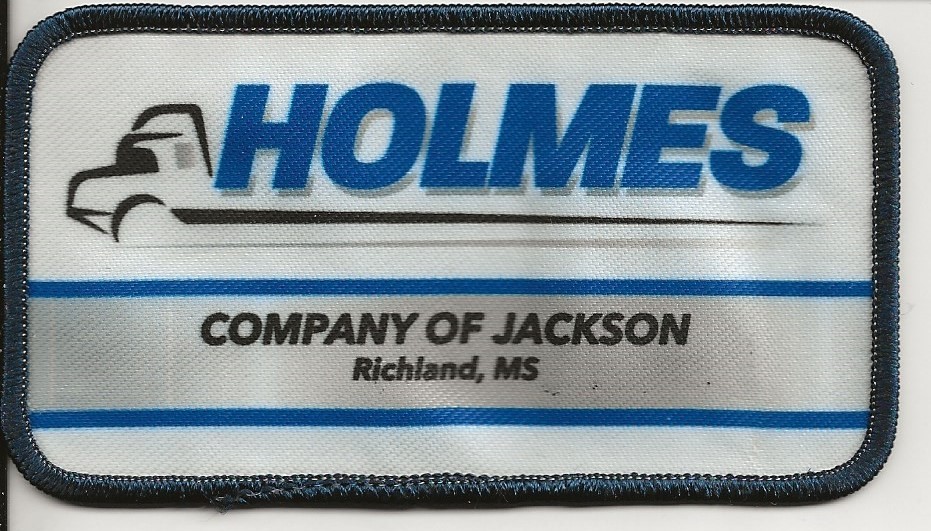 HOLMES
COMPANY OF JACKSON
Richland, MS